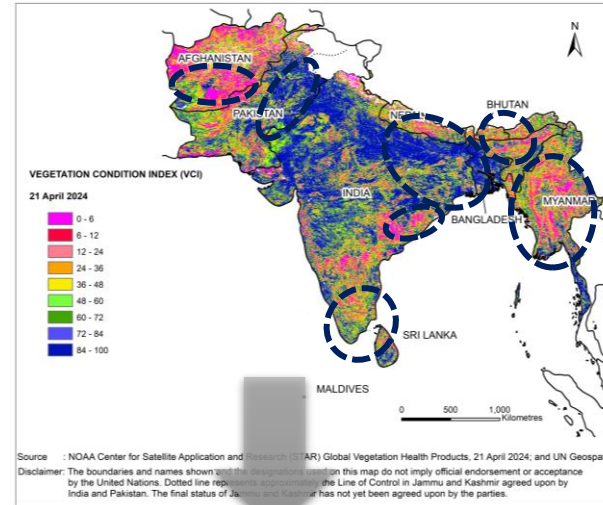 AFGHANISTAN
N
BHUTAN
NEPAL
PAKISTAN
VEGETATION CONDITION INDEX (VCI)
21 April 2024
INDIA
MYANMAR
BANGLADESH
0 - 6
6 - 12
12 - 24
24 - 36
36 - 48
48 - 60
60 - 72
72 - 84
84 - 100
SRI LANKA
MALDIVES
0 500 1,000
Kilometres
Source : NOAA Center for Satellite Application and Research (STAR) Global Vegetation Health Products, 21 April 2024; and UN Geospa
Disclaimer: The boundaries and names shown and the designations used on this map do not imply official endorsement or acceptance
by the United Nations. Dotted line represents approximately the Line of Control in Jammu and Kashmir agreed upon by
India and Pakistan. The final status of Jammu and Kashmir has not yet been agreed upon by the parties.